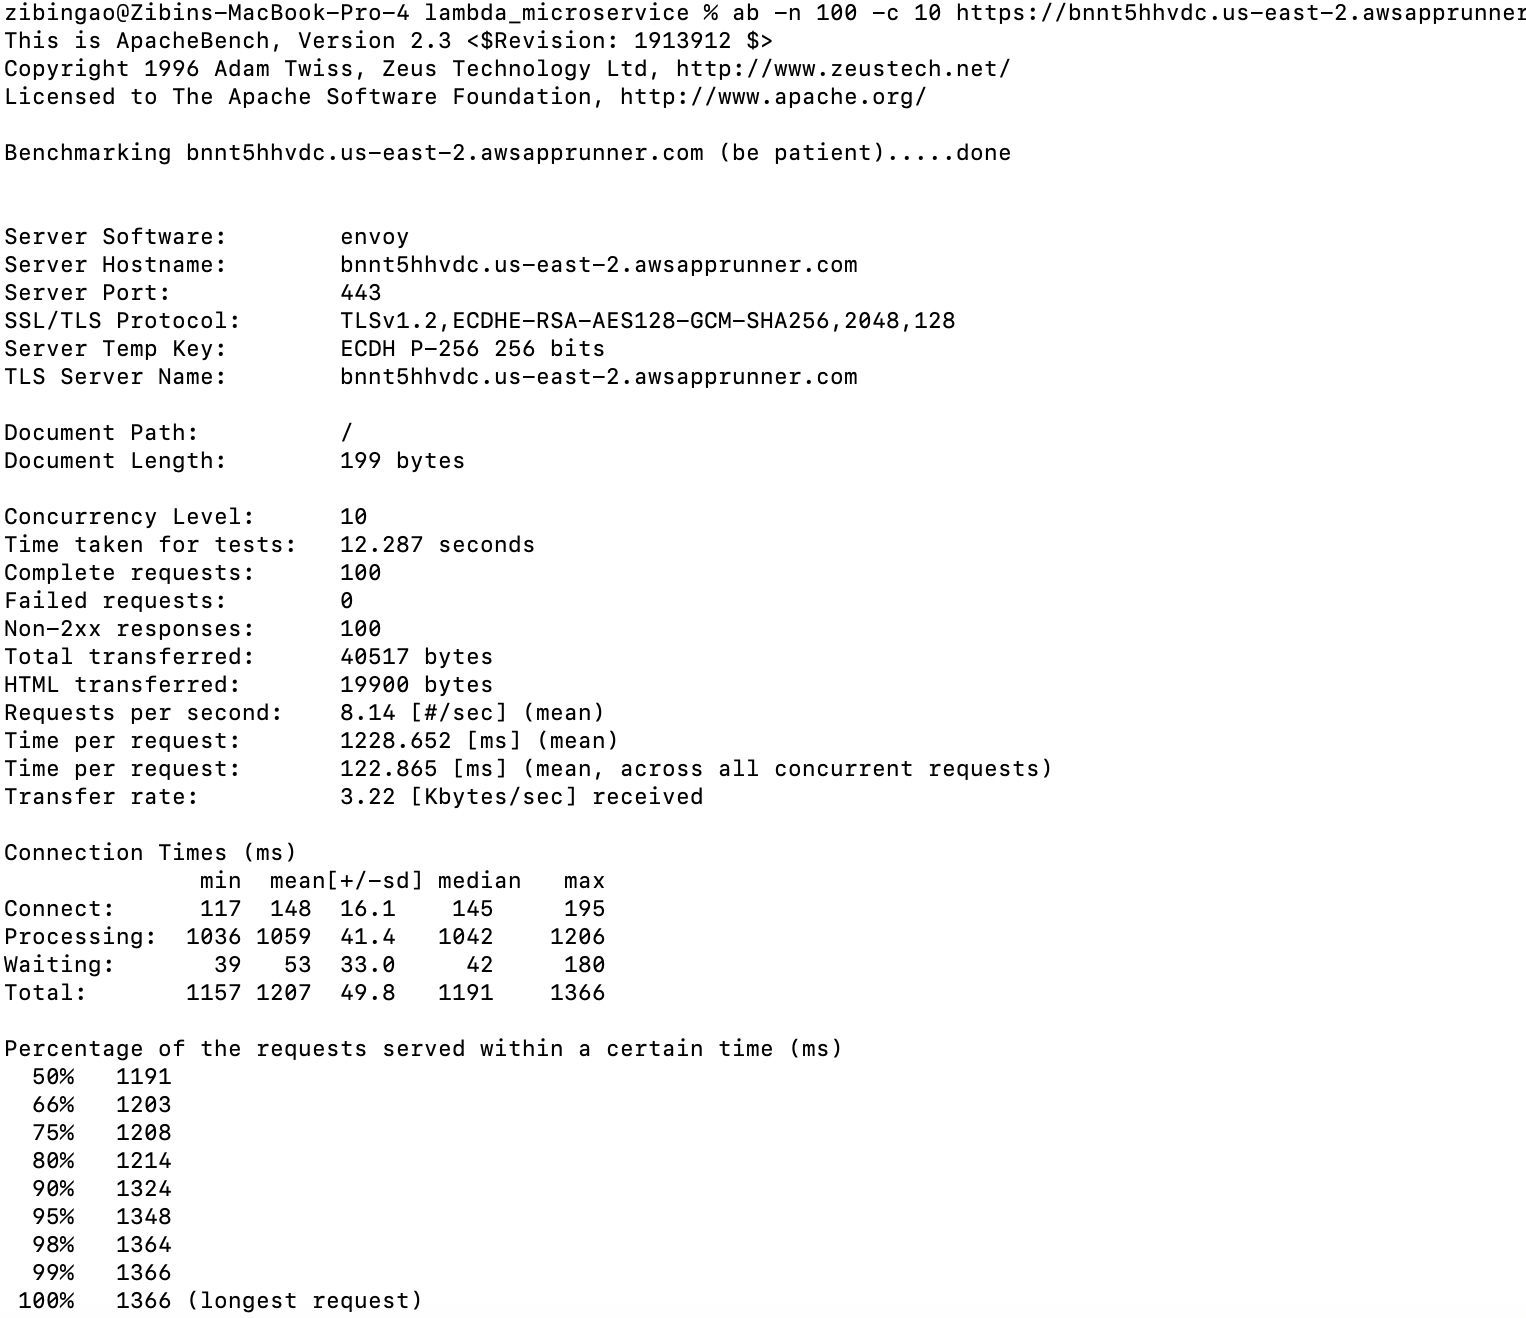 zibingao@Zibins-MacBook-Pro-4 lambda_microservice % ab -n 100 -c 10 https://bnnt5hhvdc.us-east-2.awsapprunner
This is ApacheBench, Version 2.3 <$Revision: 1913912 $>
Copyright 1996 Adam Twiss, Zeus Technology Ltd, http://www.zeustech.net/
Licensed to The Apache Software Foundation, http://www.apache.org/

Benchmarking bnnt5hhvdc.us-east-2.awsapprunner.com (be patient).....done


Server Software:        envoy
Server Hostname:        bnnt5hhvdc.us-east-2.awsapprunner.com
Server Port:            443
SSL/TLS Protocol:       TLSv1.2,ECDHE-RSA-AES128-GCM-SHA256,2048,128
Server Temp Key:        ECDH P-256 256 bits
TLS Server Name:        bnnt5hhvdc.us-east-2.awsapprunner.com

Document Path:          /
Document Length:        199 bytes

Concurrency Level:      10
Time taken for tests:   12.287 seconds
Complete requests:      100
Failed requests:        0
Non-2xx responses:      100
Total transferred:      40517 bytes
HTML transferred:       19900 bytes
Requests per second:    8.14 [#/sec] (mean)
Time per request:       1228.652 [ms] (mean)
Time per request:       122.865 [ms] (mean, across all concurrent requests)
Transfer rate:          3.22 [Kbytes/sec] received

Connection Times (ms)
              min  mean[+/-sd] median   max
Connect:      117  148  16.1    145     195
Processing:  1036 1059  41.4   1042    1206
Waiting:       39   53  33.0     42     180
Total:       1157 1207  49.8   1191    1366

Percentage of the requests served within a certain time (ms)
  50%   1191
  66%   1203
  75%   1208
  80%   1214
  90%   1324
  95%   1348
  98%   1364
  99%   1366
 100%   1366 (longest request)